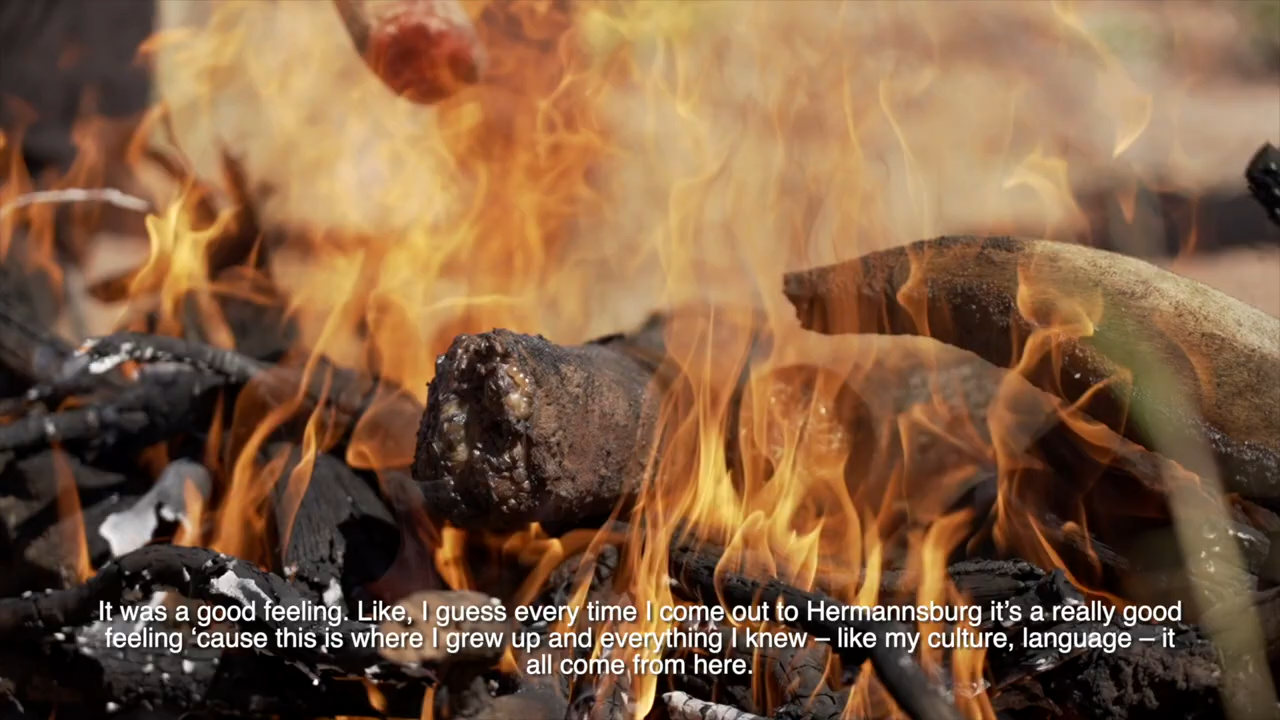 It was a good feeling. Like, I guess every time I come out to Hermannsburg it’s a really good
feeling ‘cause this is where I grew up and everything I knew – like my culture, language – it
all come from here.